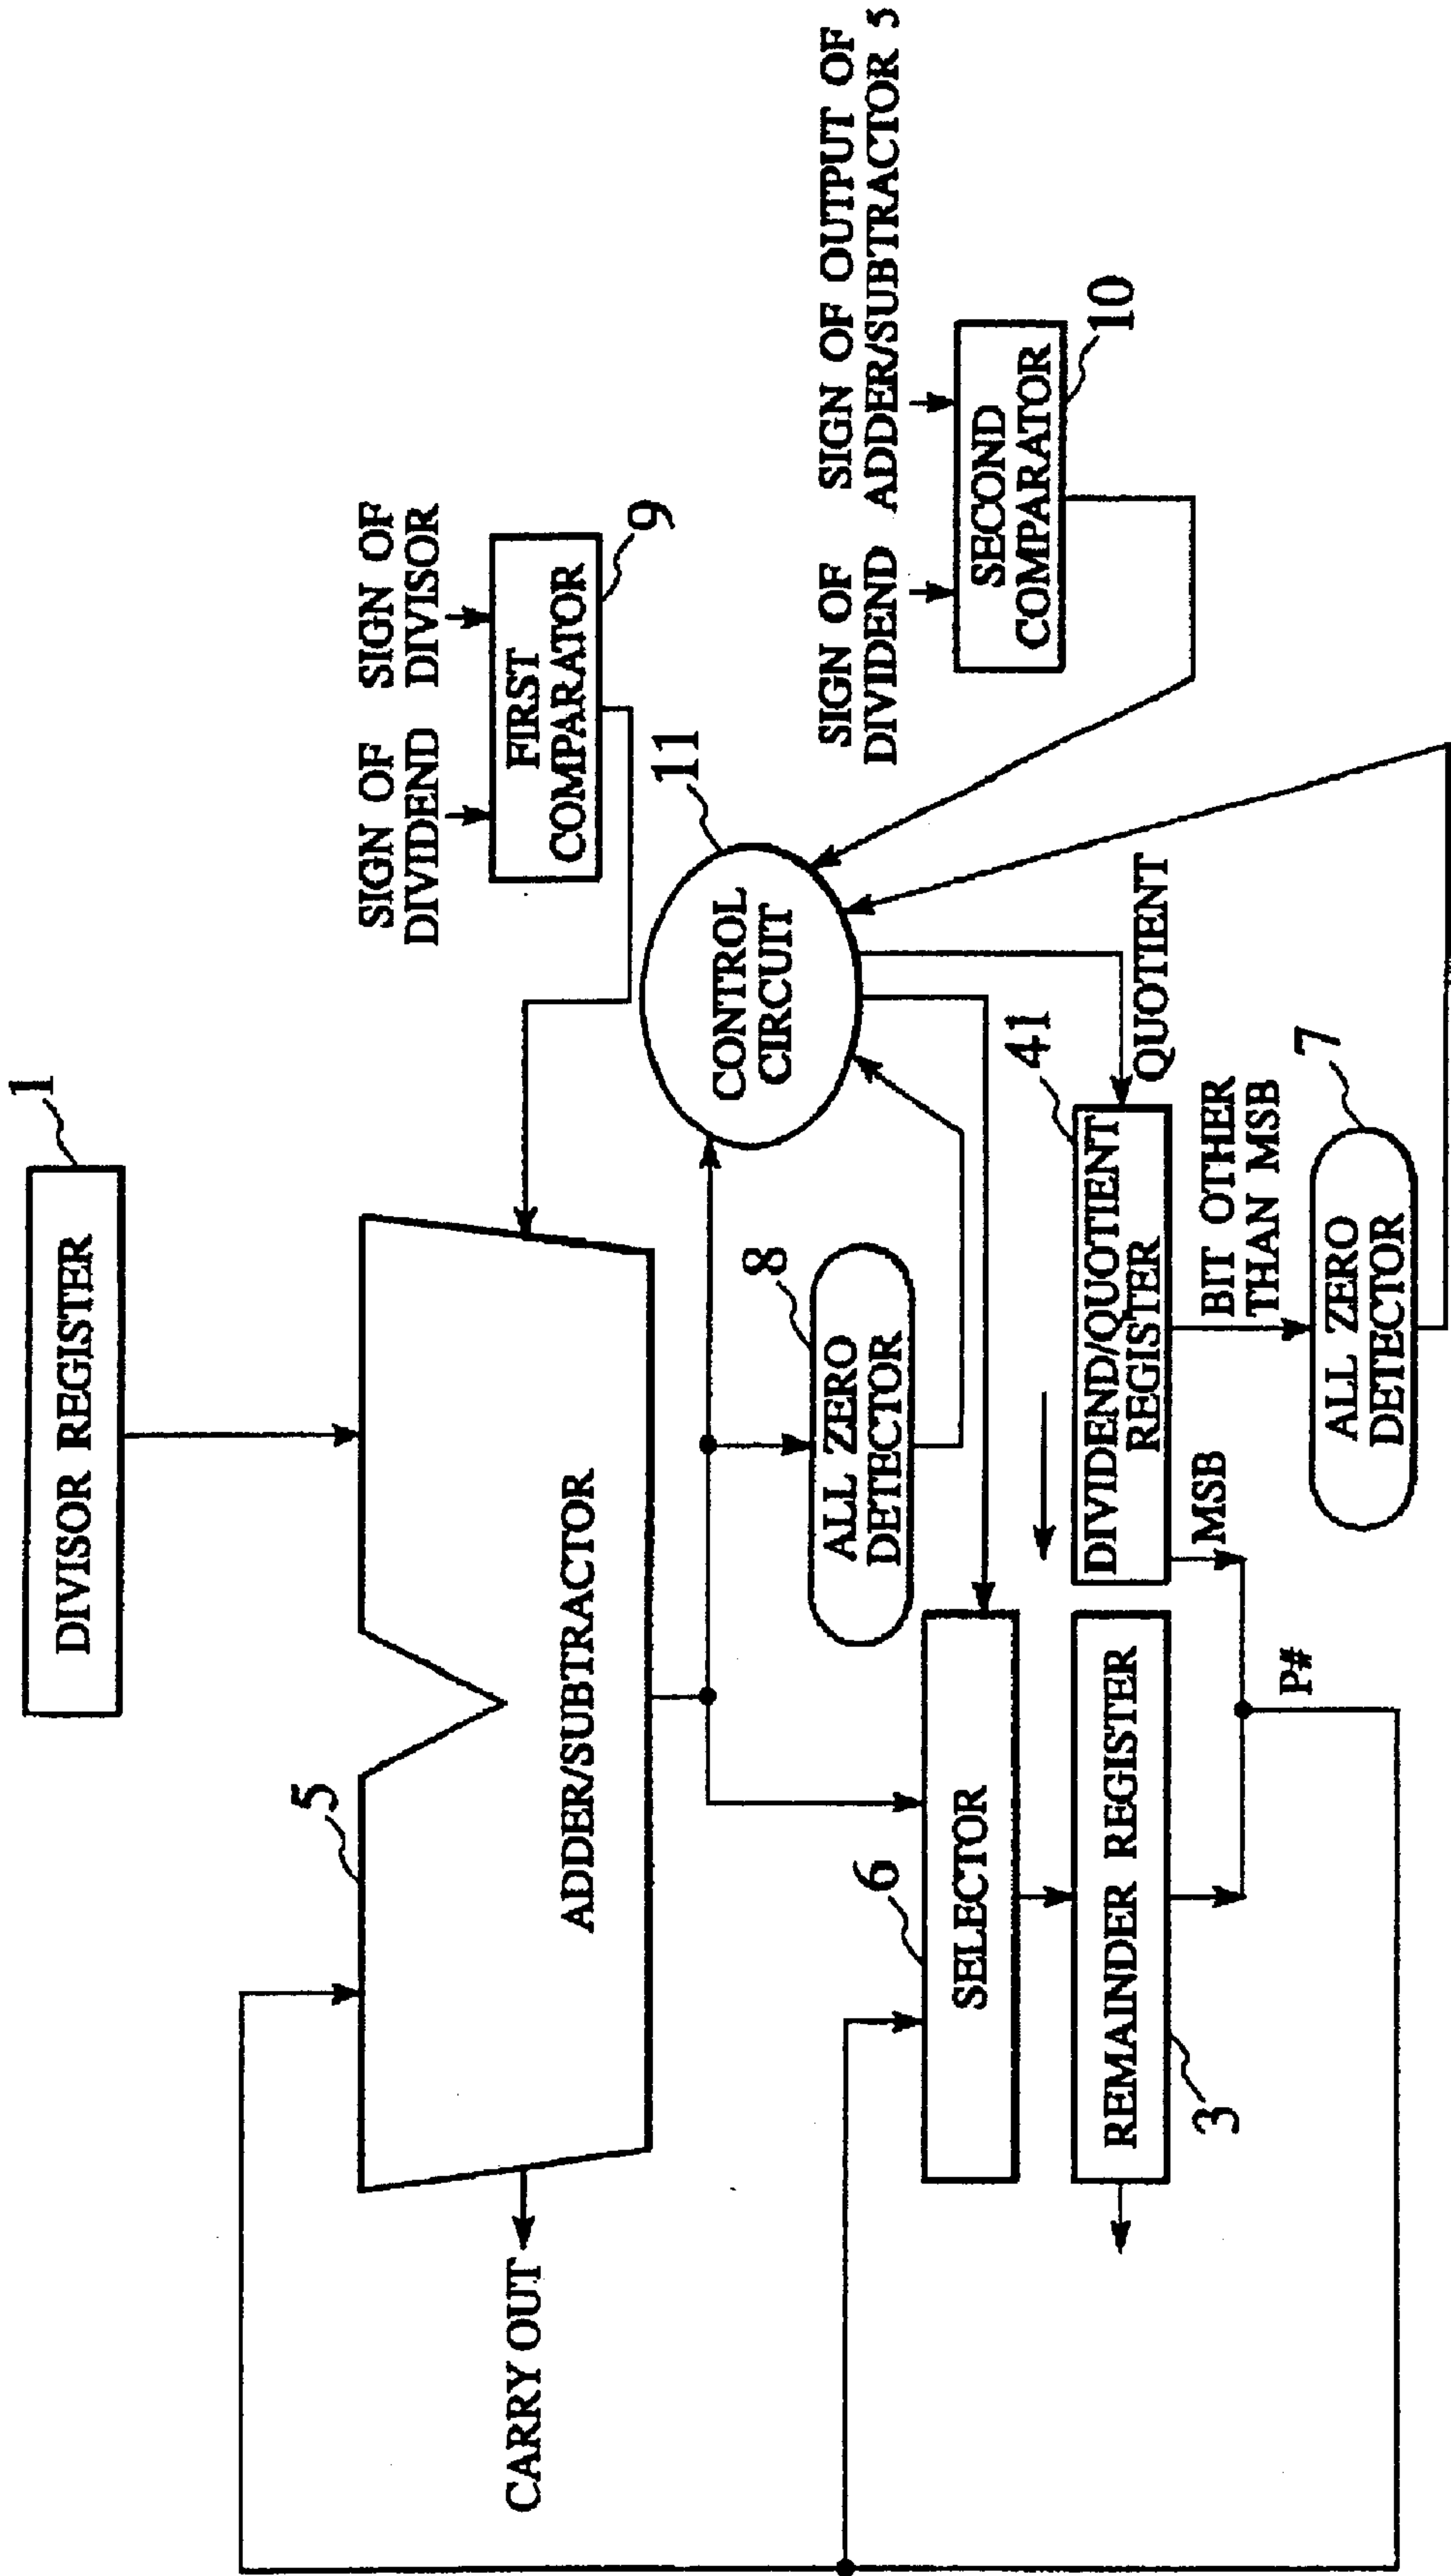 1
DIVISOR REGISTER
5
ADDER/SUBTRACTOR
CARRY OUT
SIGN OF
DIVIDEND
SIGN OF
DIVISOR
FIRST
COMPARATOR
9
11
CONTROL
CIRCUIT
8
ALL ZERO
DETECTOR
SIGN OF
DIVIDEND
SIGN OF OUTPUT OF
ADDER/SUBTRACTOR 5
SECOND
COMPARATOR
10
6
SELECTOR
REMAINDER REGISTER
3
41
DIVIDEND/QUOTIENT
REGISTER
QUOTIENT
MSB
BIT OTHER
THAN MSB
P#
7
ALL ZERO
DETECTOR